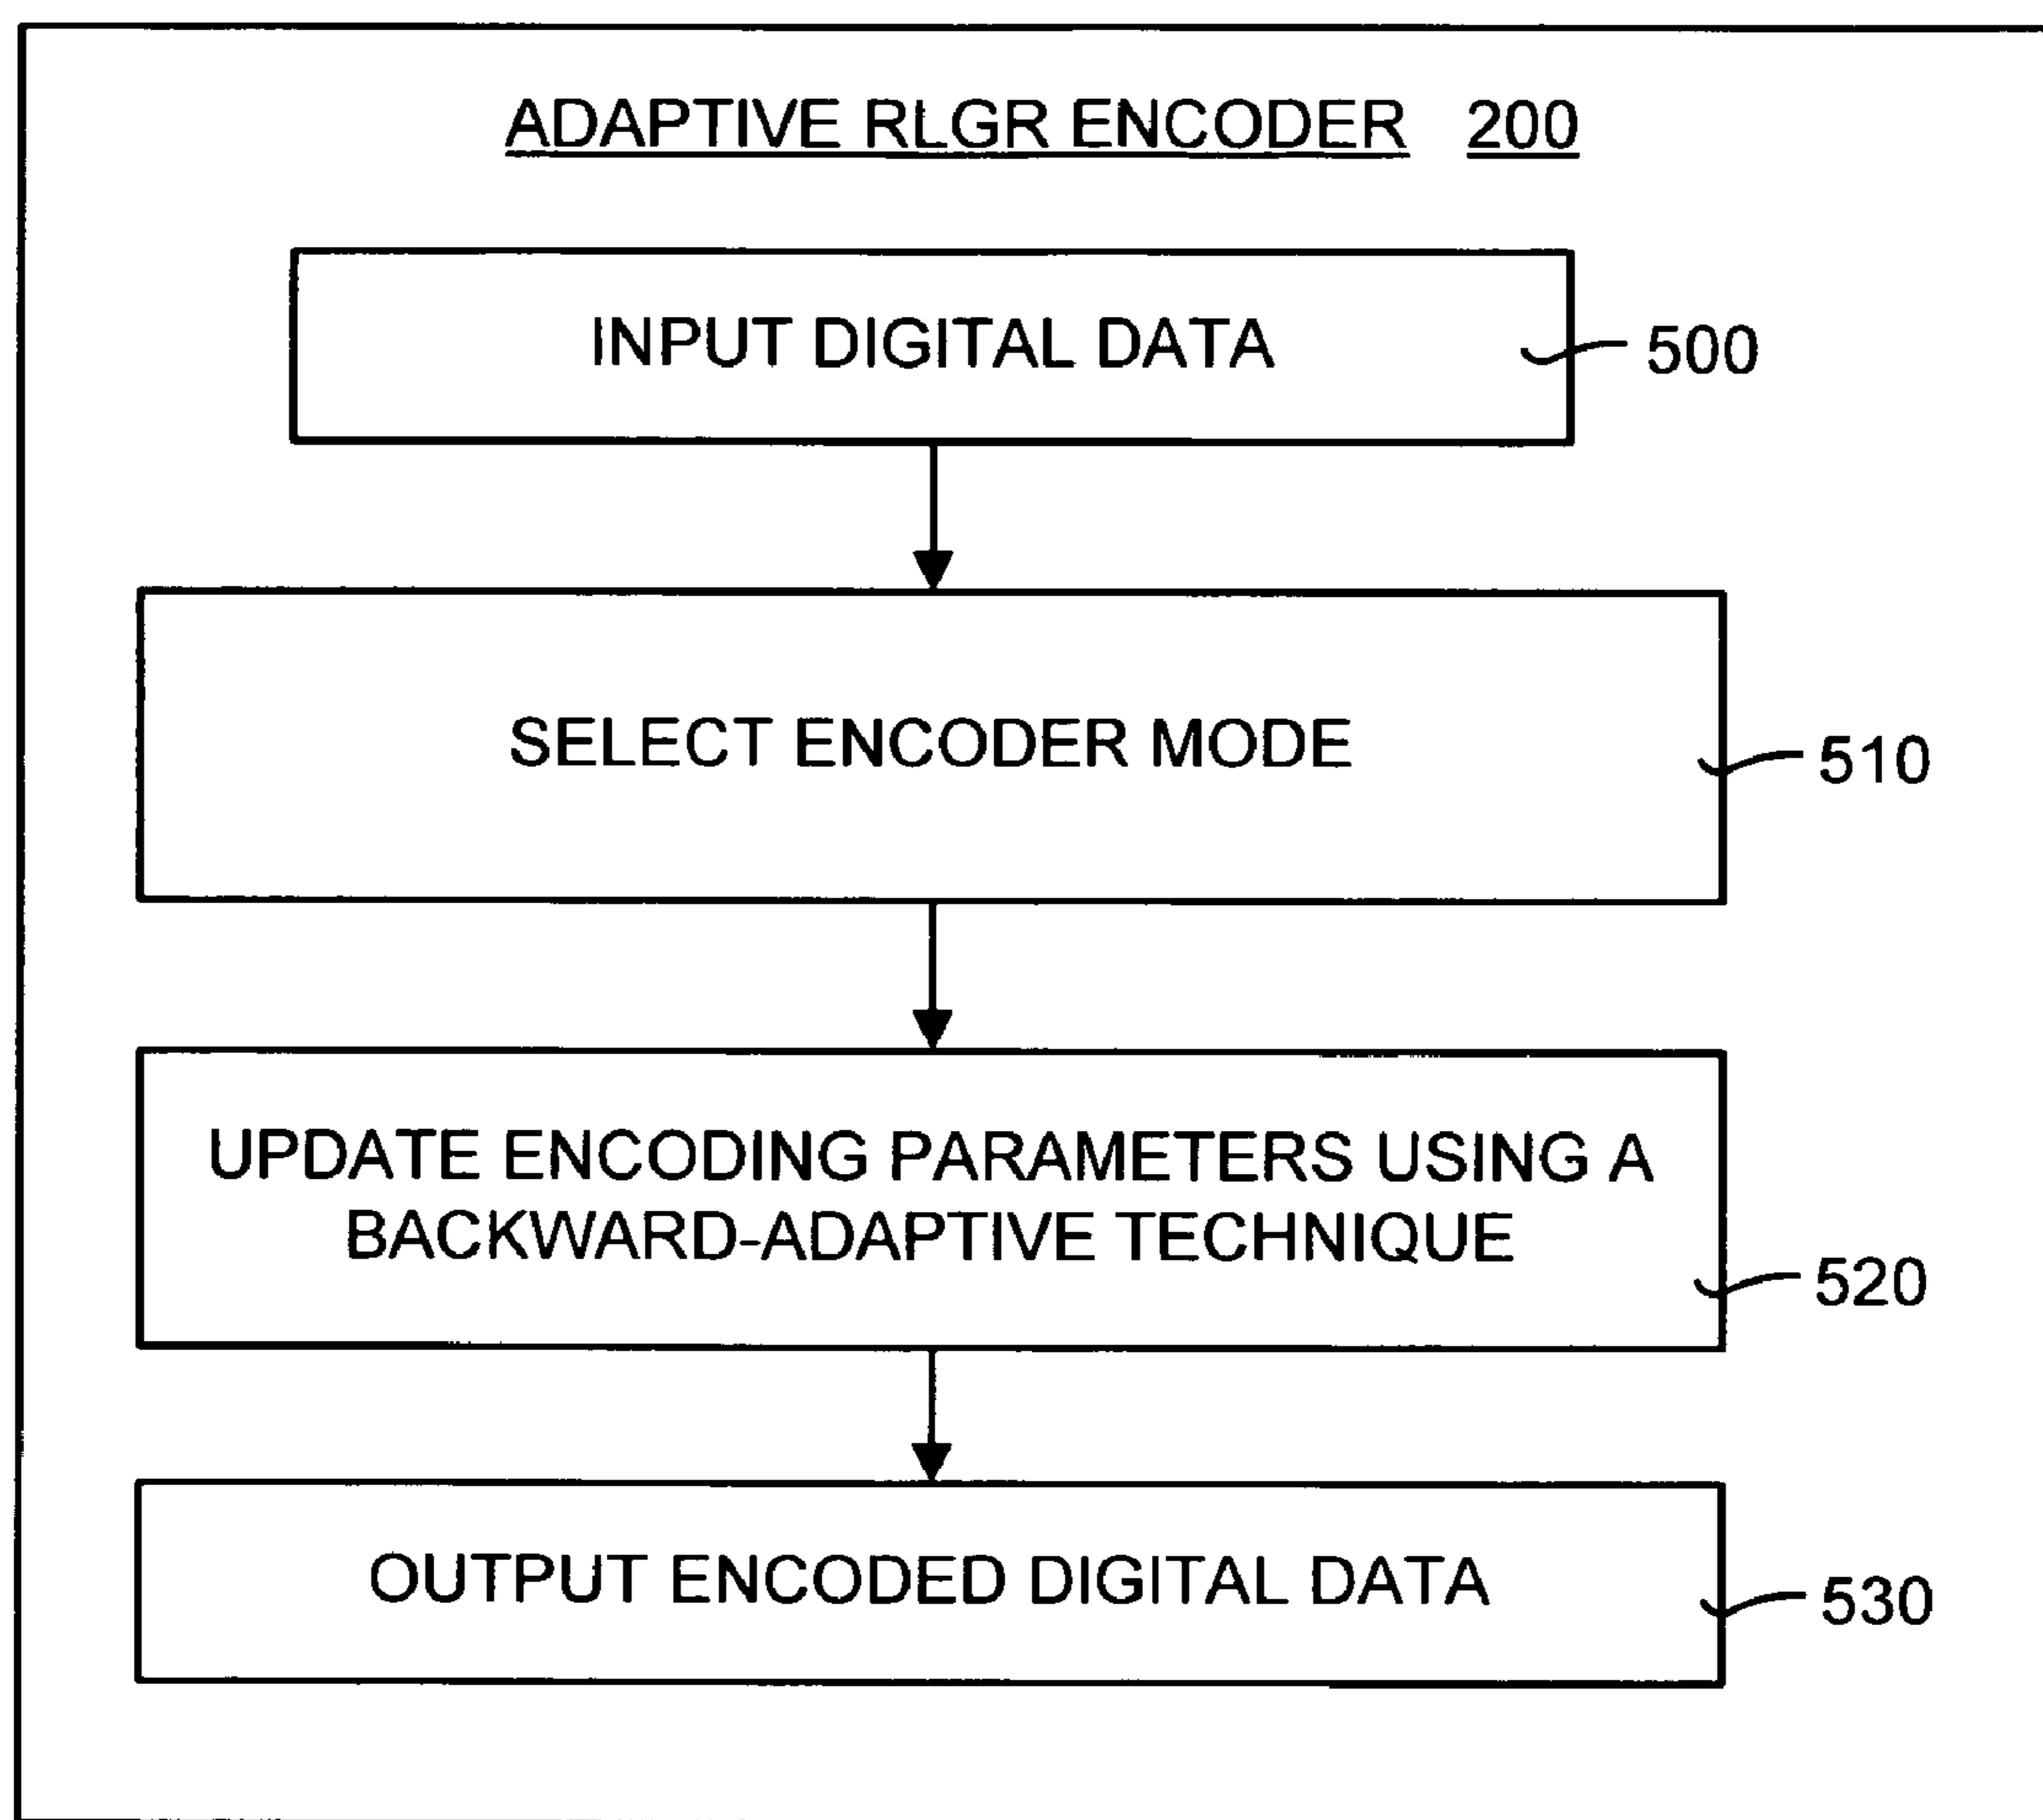 ADAPTIVE RLGR ENCODER 200
INPUT DIGITAL DATA
500
SELECT ENCODER MODE
510
UPDATE ENCODING PARAMETERS USING A
BACKWARD-ADAPTIVE TECHNIQUE
520
OUTPUT ENCODED DIGITAL DATA
530